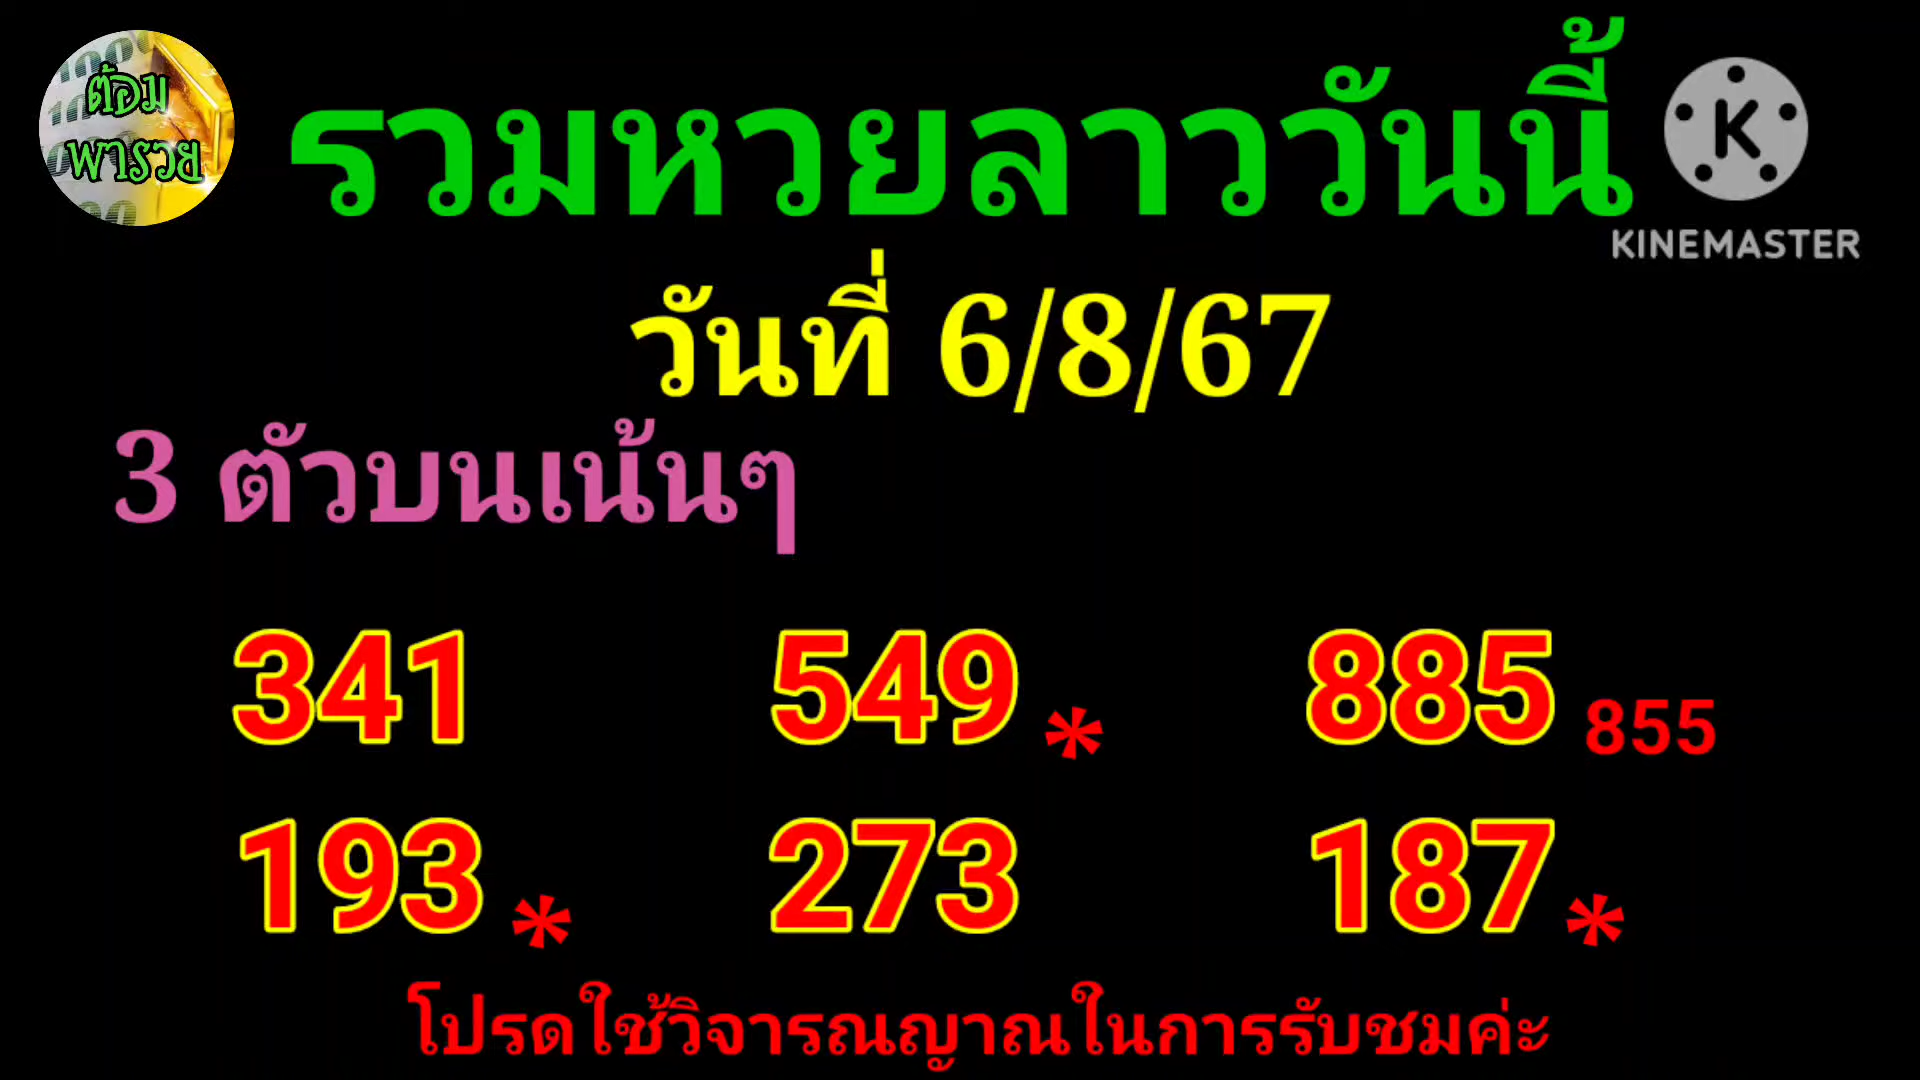 ต้อม
พารวย
รวมหวยลาววันนี้
KINEMASTER
วันที่ 6/8/67
3 ตัวบนเน้นๆ
341 549 * 885 855
193 * 273 187 *
โปรดใช้วิจารณญาณในการรับชมค่ะ